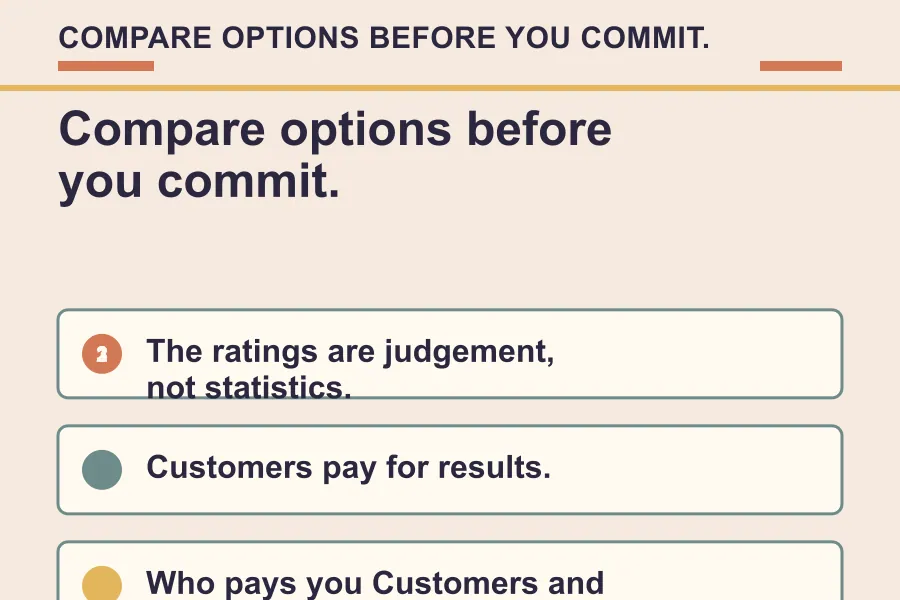 COMPARE OPTIONS BEFORE YOU COMMIT.
Compare options before
you commit.
The ratings are judgement,
not statistics.
Customers pay for results.
Who pays you Customers and